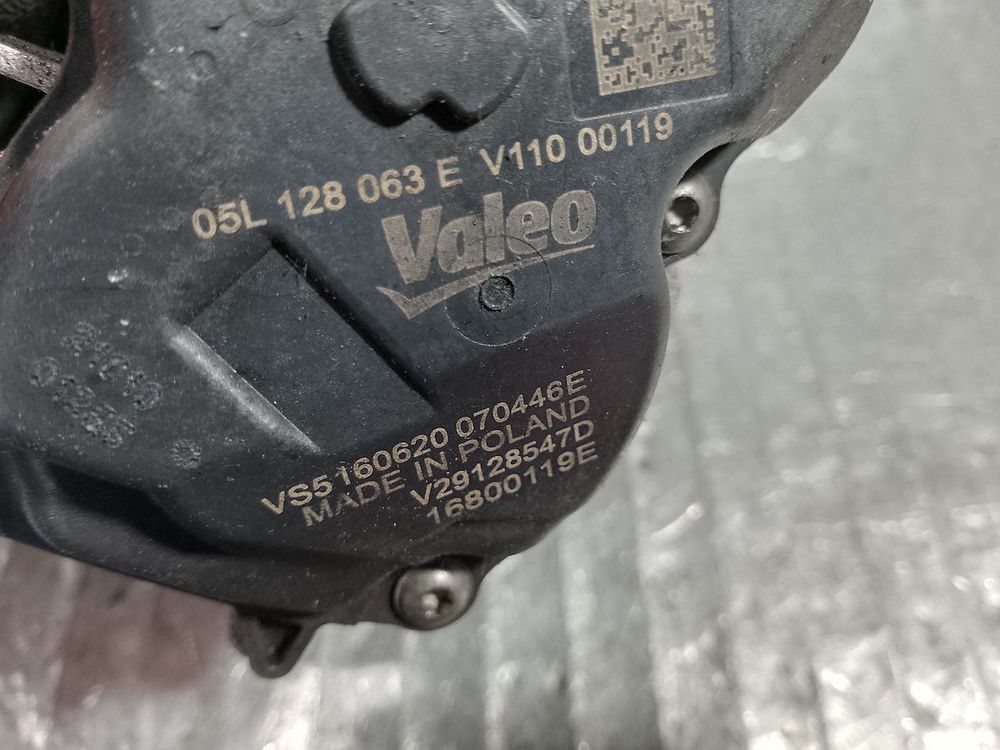 05L 128 063 E V110 00119
Valeo
VS5160620 070446E
MADE IN POLAND
V29128547D
16800119E